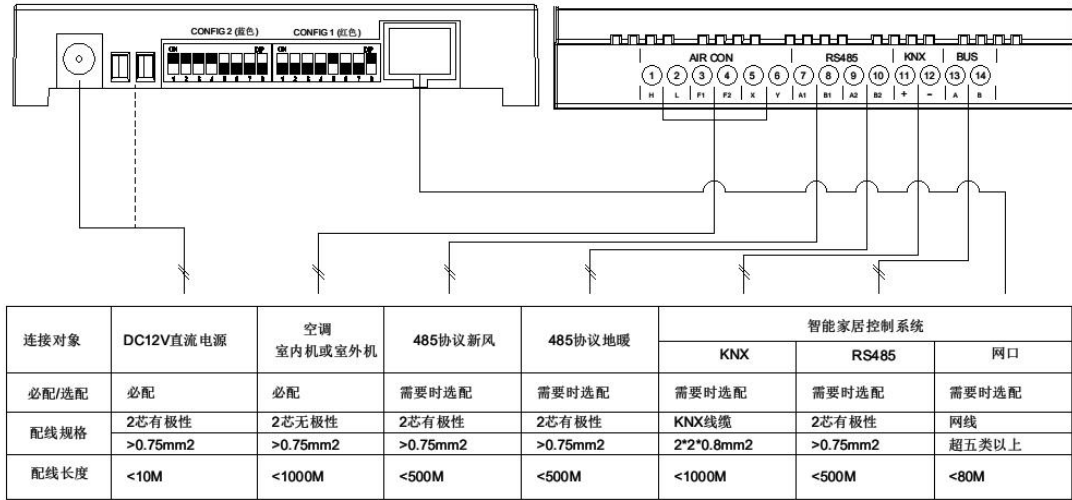 CONFIG 2 (蓝色) CONFIG 1 (红色)
ON DIP ON DIP
1 2 3 4 5 6 7 8 1 2 3 4 5 6 7 8
AIR CON RS485 KNX BUS
1 2 3 4 5 6 7 8 9 10 11 12 13 14
H L F1 F2 X Y A1 B1 A2 B2 + - A B
连接对象 DC12V直流电源 空调 室内机或室外机 485协议新风 485协议地暖 智能家居控制系统
KNX RS485 网口
必配/选配 必配 必配 需要时选配 需要时选配 需要时选配 需要时选配 需要时选配
配线规格 2芯有极性 2芯无极性 2芯有极性 2芯有极性 KNX线缆 2芯有极性 网线
>0.75mm2 >0.75mm2 >0.75mm2 >0.75mm2 2*2*0.8mm2 >0.75mm2 超五类以上
配线长度 <10M <1000M <500M <500M <1000M <500M <80M